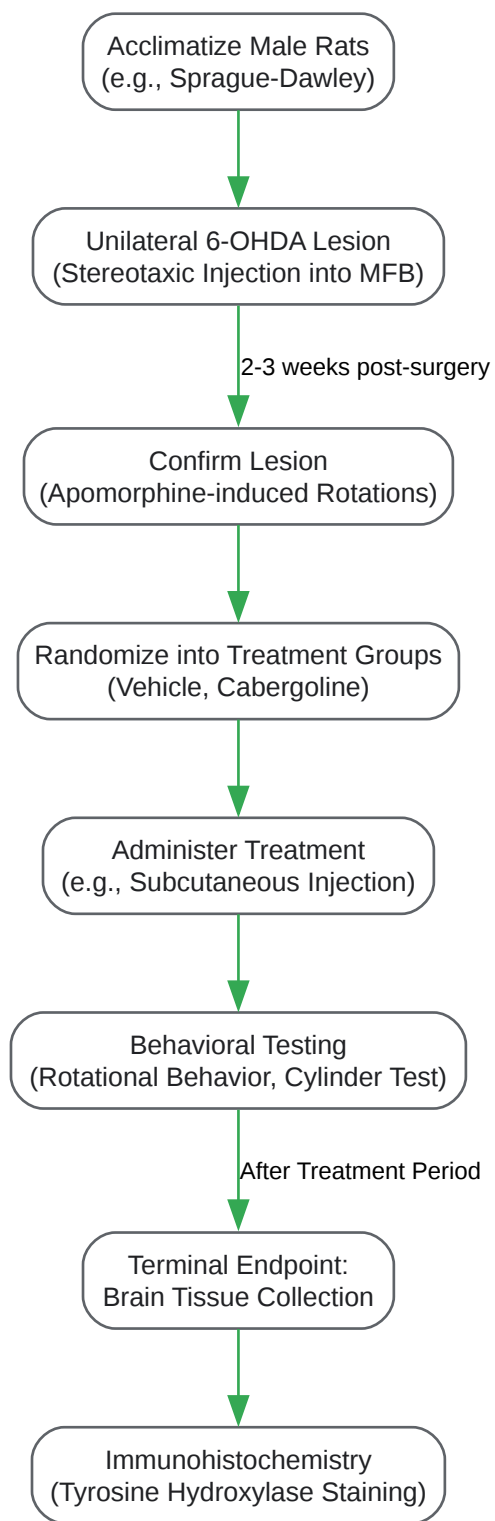 Acclimatize Male Rats
(e.g., Sprague-Dawley)
Unilateral 6-OHDA Lesion
(Stereotaxic Injection into MFB)
2-3 weeks post-surgery
Confirm Lesion
(Apomorphine-induced Rotations)
Randomize into Treatment Groups
(Vehicle, Cabergoline)
Administer Treatment
(e.g., Subcutaneous Injection)
Behavioral Testing
(Rotational Behavior, Cylinder Test)
After Treatment Period
Terminal Endpoint:
Brain Tissue Collection
Immunohistochemistry
(Tyrosine Hydroxylase Staining)